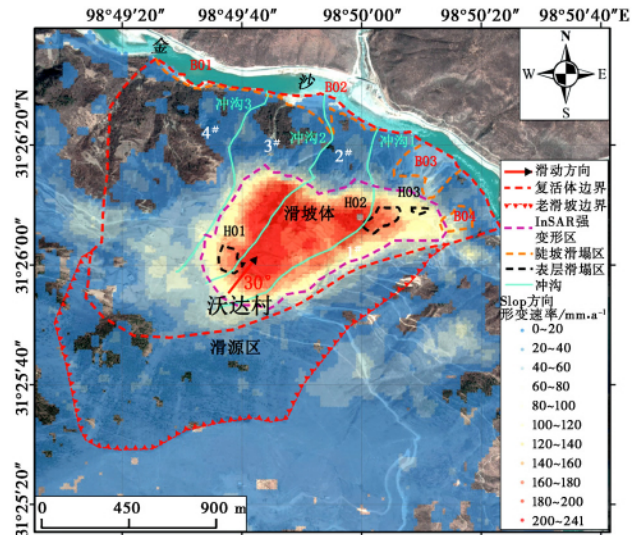 98°49′20″ 98°49′40″ 98°50′00″ 98°50′20″ 98°50′40″E
31°26′20″N
31°26′00″
31°25′40″
31°25′20″
N
W E
S
金
沙
B01
B02
冲沟3
4#
3#
冲沟2
2#
冲沟1
B03
H03
H02
B04
滑坡体
H01
30°
沃达村
滑源区
滑动方向
复活体边界
老滑坡边界
InSAR强
变形区
陡坡滑塌区
表层滑塌区
冲沟
Slop方向
形变速率/mm.a⁻¹
0~20
20~40
40~60
60~80
80~100
100~120
120~140
140~160
160~180
180~200
200~241
0 450 900 m